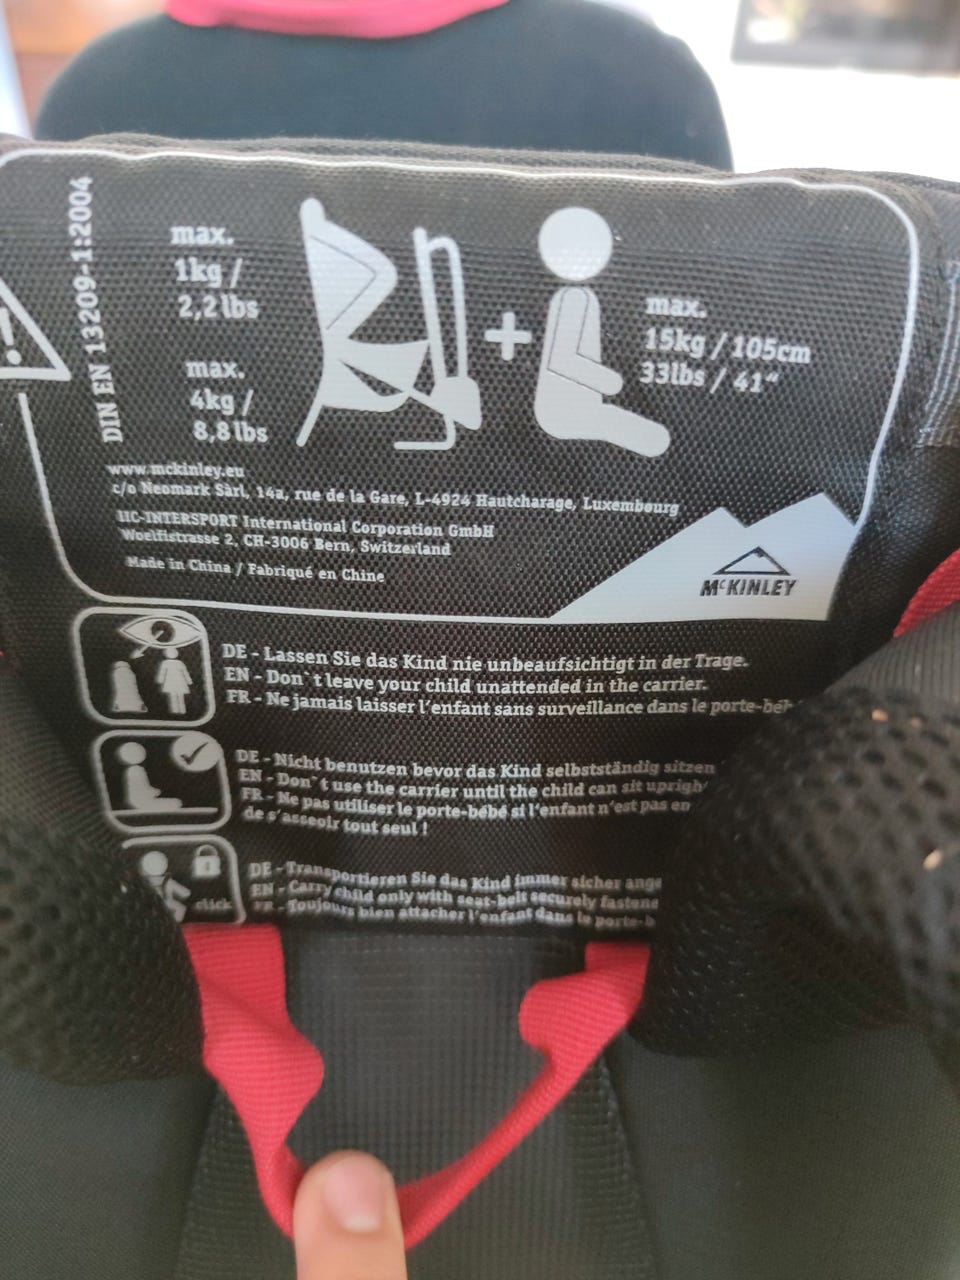 DIN EN 13209-1:2004
max.
1kg /
2,2lbs
max.
4kg /
8,8lbs
+
max.
15kg / 105cm
33lbs / 41"
www.mckinley.eu
c/o Neomark Sàrl, 14a, rue de la Gare, L-4924 Hautcharage, Luxembourg
IIC-INTERSPORT International Corporation GmbH
Woelflstrasse 2, CH-3006 Bern, Switzerland
Made in China / Fabriqué en Chine
McKINLEY
DE - Lassen Sie das Kind nie unbeaufsichtigt in der Trage.
EN - Don`t leave your child unattended in the carrier.
FR - Ne jamais laisser l'enfant sans surveillance dans le porte-béb
DE - Nicht benutzen bevor das Kind selbstständig sitzen
EN - Don`t use the carrier until the child can sit uprigh
FR - Ne pas utiliser le porte-bébé si l'enfant n'est pas en
de s'asseoir tout seul !
click
DE - Transportieren Sie das Kind immer sicher ange
EN - Carry child only with seat-belt securely fastene
FR - Toujours bien attacher l'enfant dans le porte-b